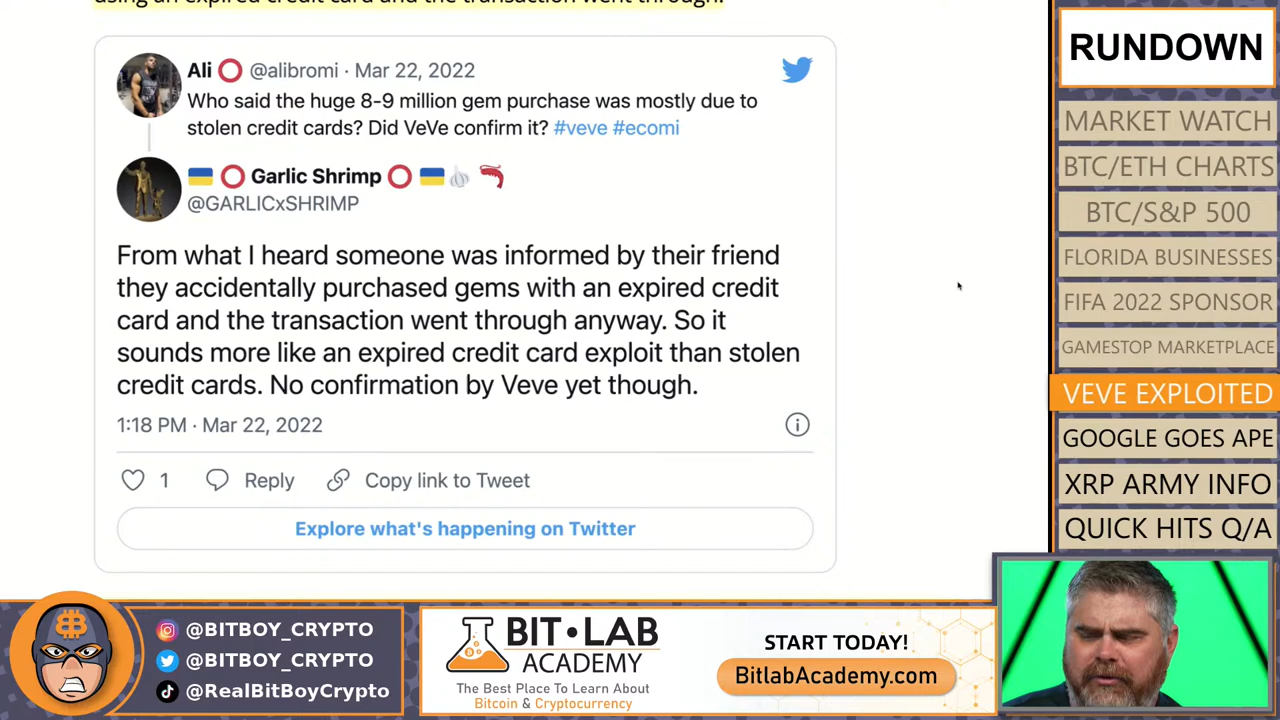 using an expired credit card and the transaction went through.
Ali ⭕ @alibromi · Mar 22, 2022
Who said the huge 8-9 million gem purchase was mostly due to
stolen credit cards? Did VeVe confirm it? #veve #ecomi
🇺🇦 ⭕ Garlic Shrimp ⭕ 🇺🇦🧄 🦐
@GARLICxSHRIMP
From what I heard someone was informed by their friend
they accidentally purchased gems with an expired credit
card and the transaction went through anyway. So it
sounds more like an expired credit card exploit than stolen
credit cards. No confirmation by Veve yet though.
1:18 PM · Mar 22, 2022
1 Reply Copy link to Tweet
Explore what's happening on Twitter
RUNDOWN
MARKET WATCH
BTC/ETH CHARTS
BTC/S&P 500
FLORIDA BUSINESSES
FIFA 2022 SPONSOR
GAMESTOP MARKETPLACE
VEVE EXPLOITED
GOOGLE GOES APE
XRP ARMY INFO
QUICK HITS Q/A
@BITBOY_CRYPTO
@BITBOY_CRYPTO
@RealBitBoyCrypto
BIT•LAB
ACADEMY
The Best Place To Learn About
Bitcoin & Cryptocurrency
START TODAY!
BitlabAcademy.com